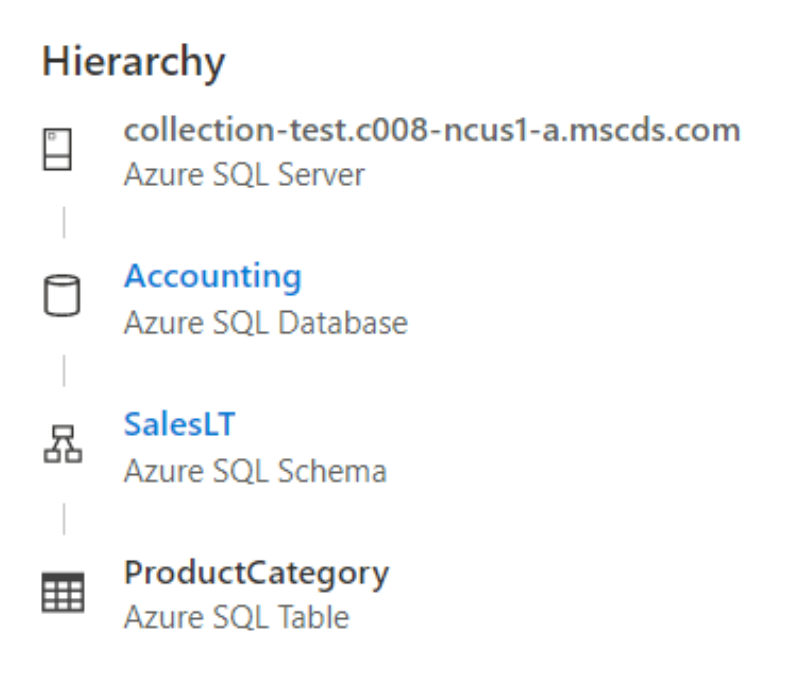 Hierarchy
collection-test.c008-ncus1-a.mscds.com
Azure SQL Server
Accounting
Azure SQL Database
SalesLT
Azure SQL Schema
ProductCategory
Azure SQL Table